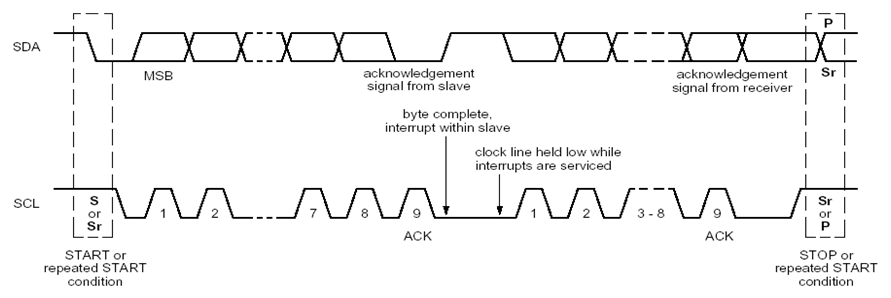 P
SDA
MSB
acknowledgement
signal from slave
acknowledgement
signal from receiver
Sr
byte complete,
interrupt within slave
clock line held low while
interrupts are serviced
SCL
S
or
Sr
1
2
7
8
9
1
2
3 - 8
9
Sr
or
P
ACK
ACK
START or
repeated START
condition
STOP or
repeated START
condition